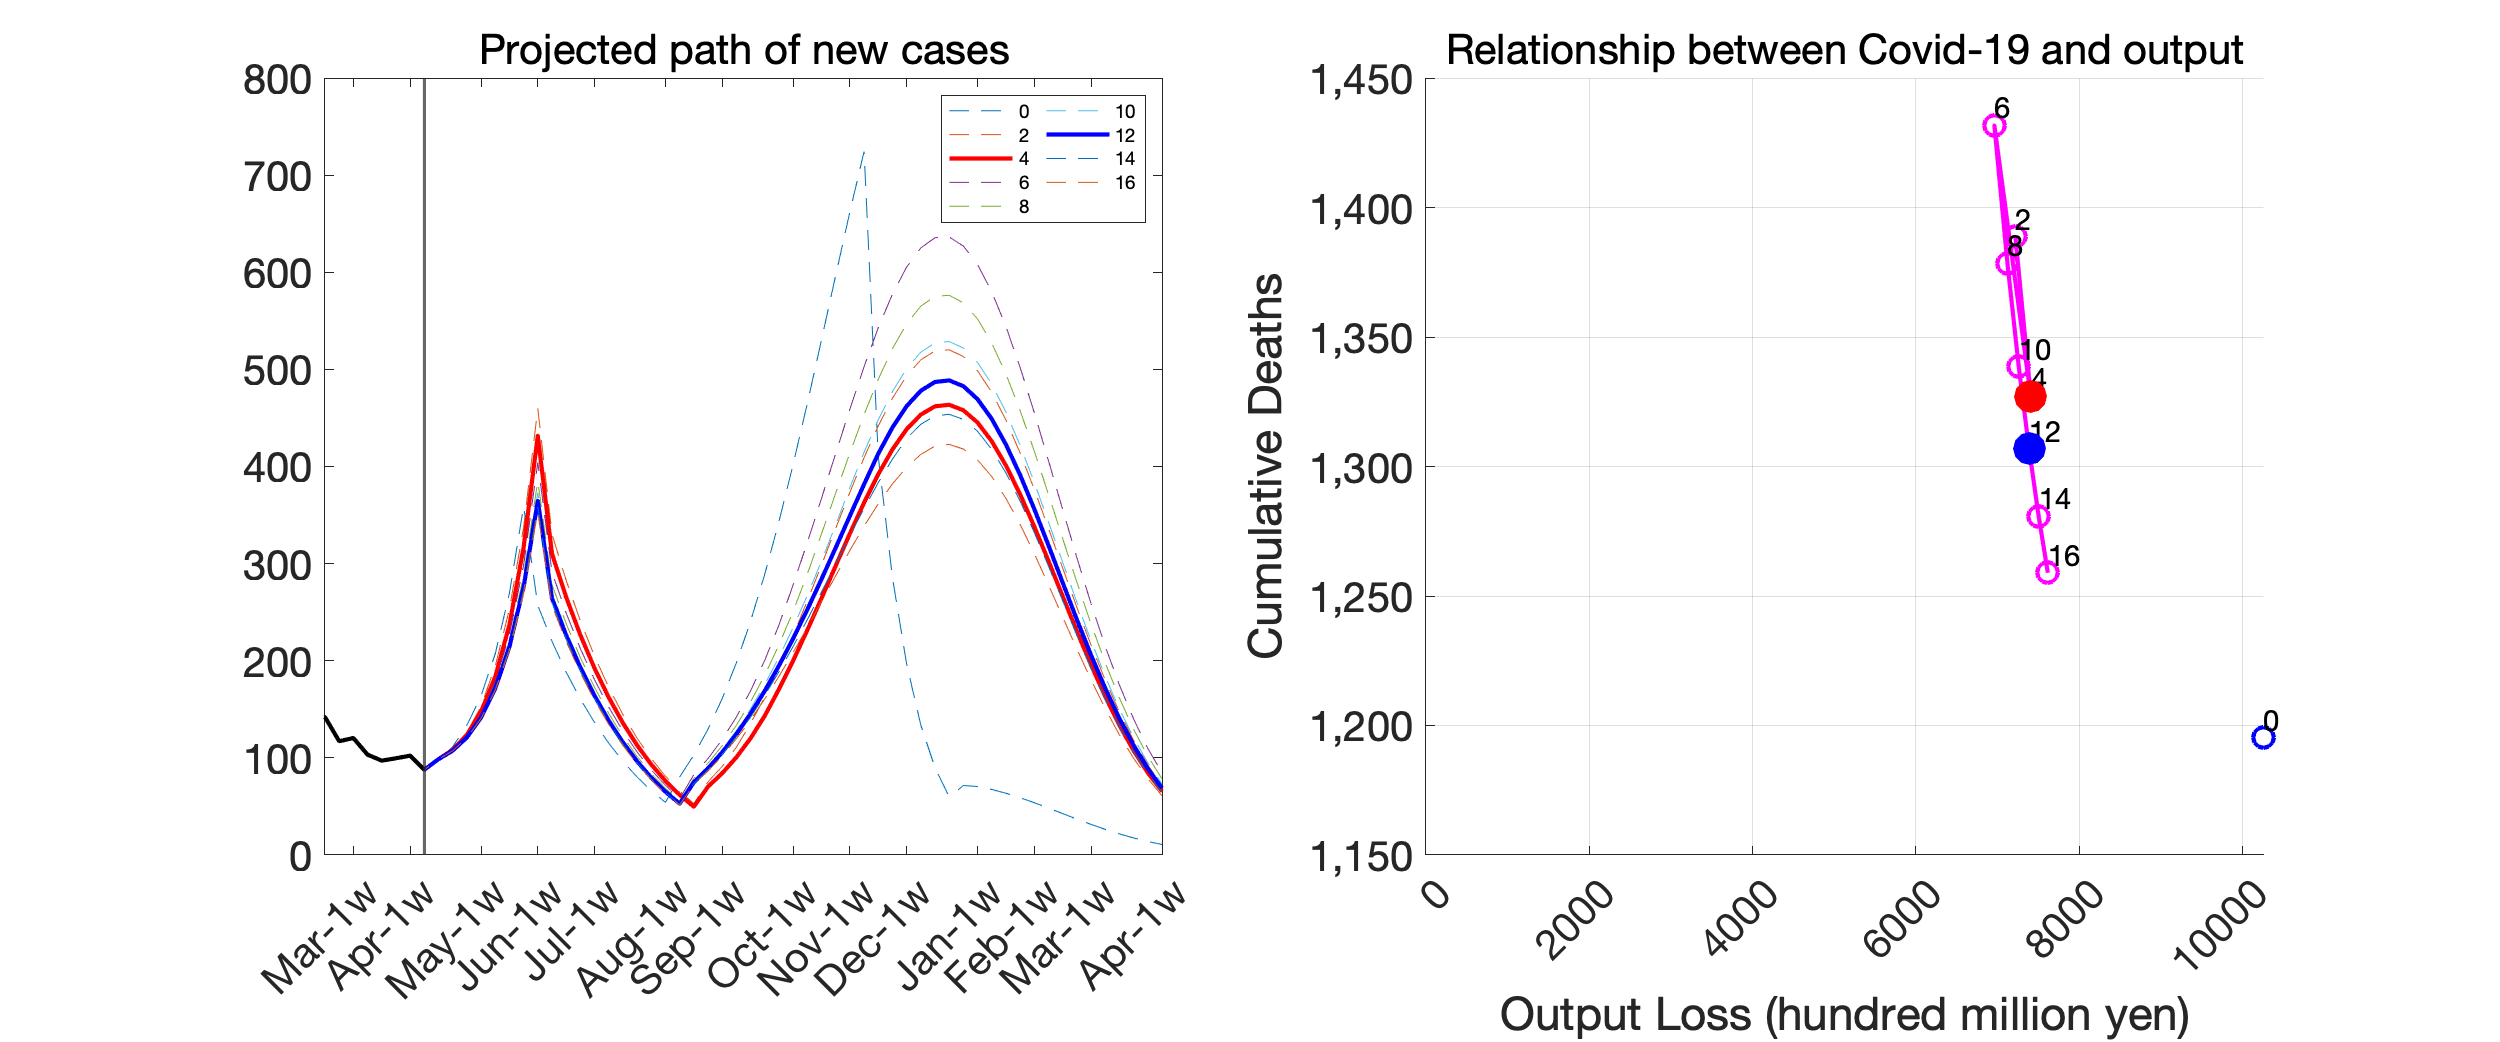 Projected path of new cases
800
700
600
500
400
300
200
100
0
0
2
4
6
8
10
12
14
16
Mar-1w
Apr-1w
May-1w
Jun-1w
Jul-1w
Aug-1w
Sep-1w
Oct-1w
Nov-1w
Dec-1w
Jan-1w
Feb-1w
Mar-1w
Apr-1w
Relationship between Covid-19 and output
Cumulative Deaths
1,450
1,400
1,350
1,300
1,250
1,200
1,150
6
2
8
10
4
12
14
16
0
0
2000
4000
6000
8000
10000
Output Loss (hundred million yen)